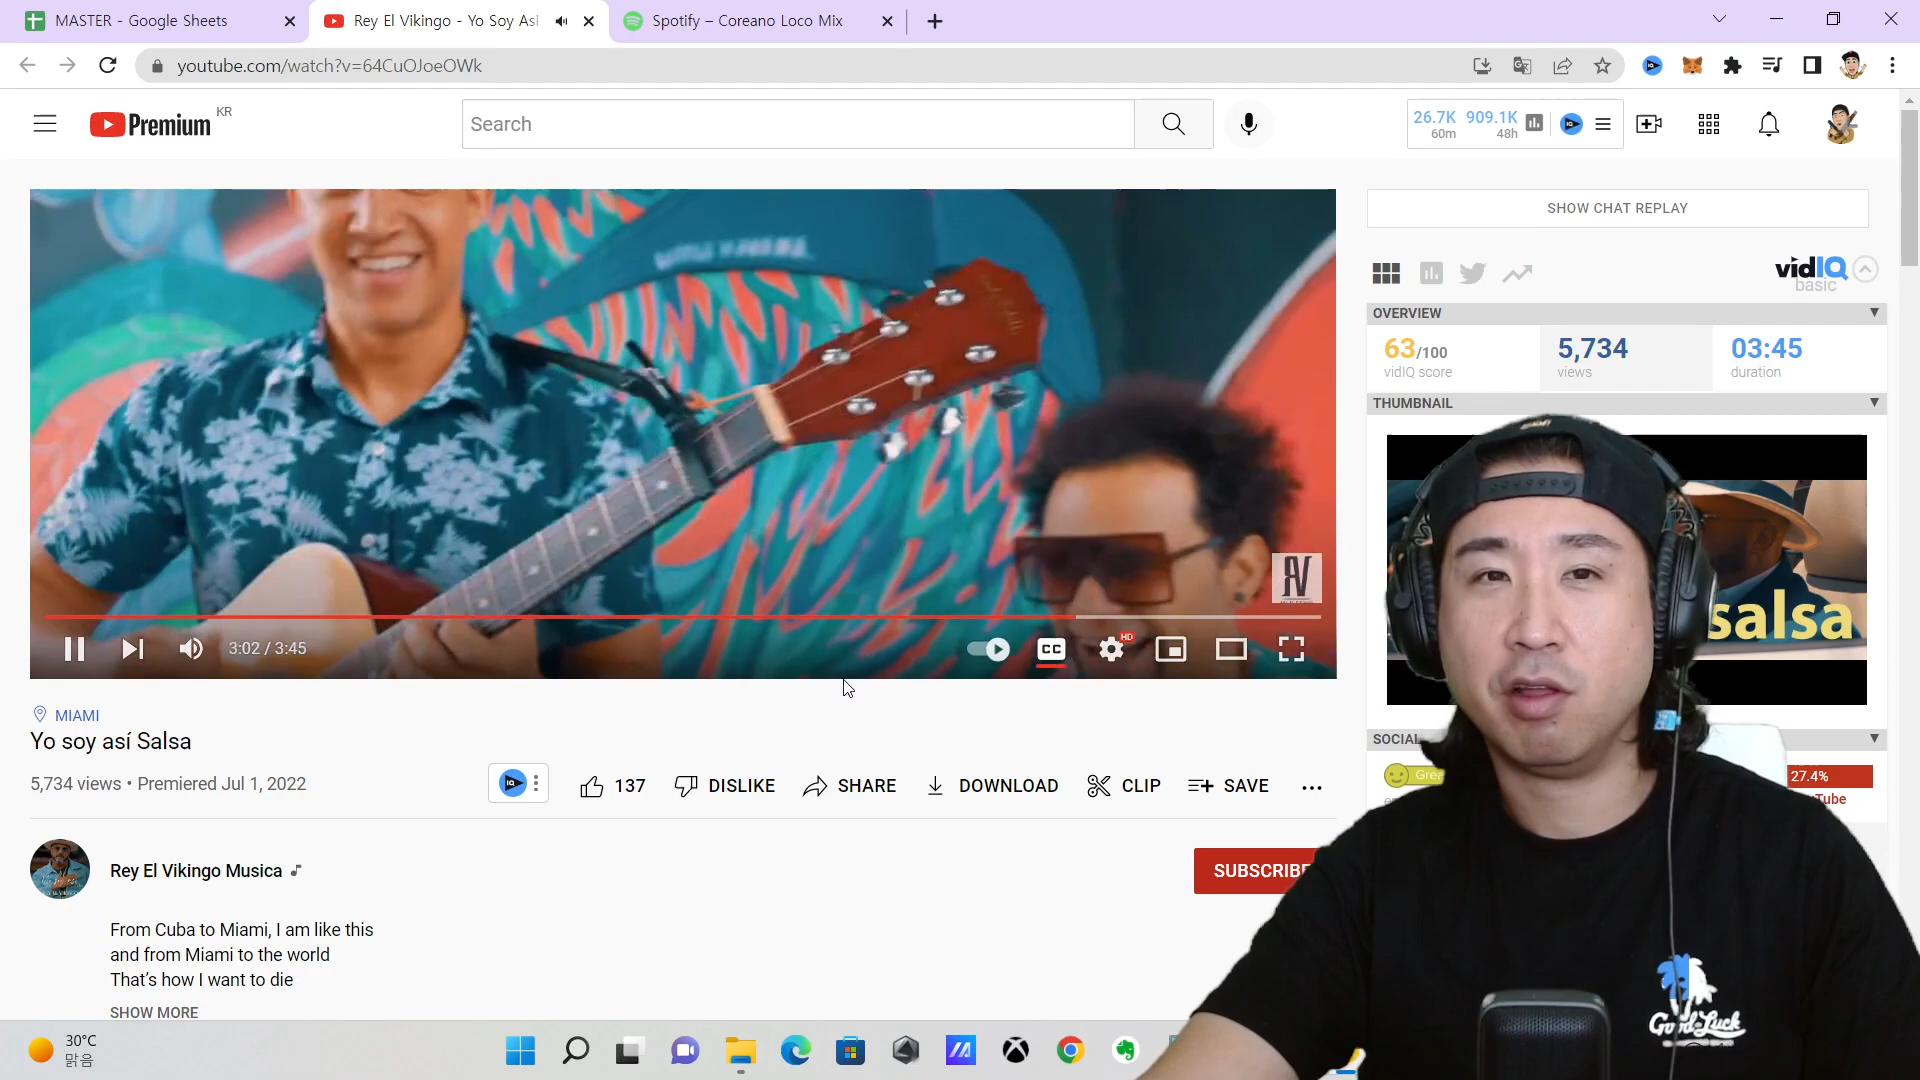 MASTER - Google Sheets
Rey El Vikingo - Yo Soy Asi
Spotify – Coreano Loco Mix
youtube.com/watch?v=64CuOJoeOWk
Premium KR
Search
26.7K 909.1K
60m 48h
SHOW CHAT REPLAY
vidIQ
basic
OVERVIEW
63/100
vidIQ score
5,734
views
03:45
duration
THUMBNAIL
salsa
SOCIAL
27.4%
3:02 / 3:45
CC
HD
MIAMI
Yo soy así Salsa
5,734 views • Premiered Jul 1, 2022
137
DISLIKE
SHARE
DOWNLOAD
CLIP
SAVE
Rey El Vikingo Musica
SUBSCRIBE
From Cuba to Miami, I am like this
and from Miami to the world
That's how I want to die
SHOW MORE
Good-Luck
30°C
맑음